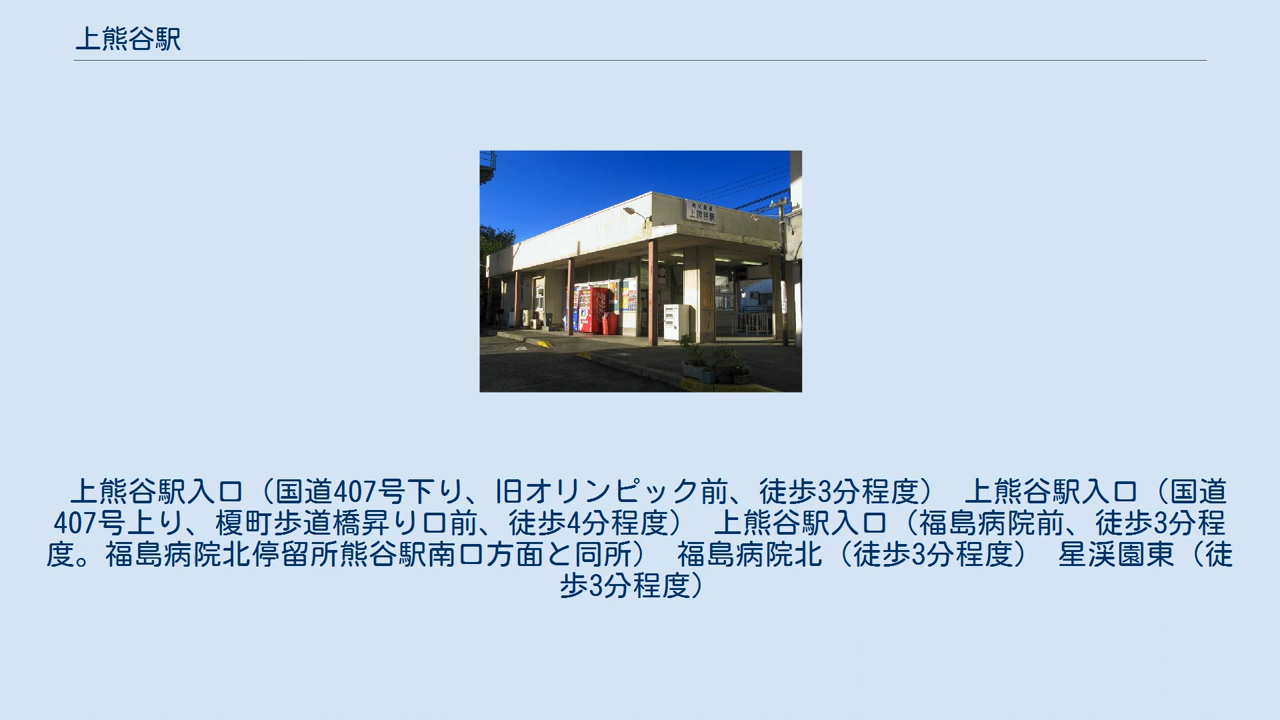 上熊谷駅
上熊谷駅
上熊谷駅入口（国道407号下り、旧オリンピック前、徒歩3分程度） 上熊谷駅入口（国道
407号上り、榎町歩道橋昇り口前、徒歩4分程度） 上熊谷駅入口（福島病院前、徒歩3分程
度。福島病院北停留所熊谷駅南口方面と同所） 福島病院北（徒歩3分程度） 星渓園東（徒
歩3分程度）